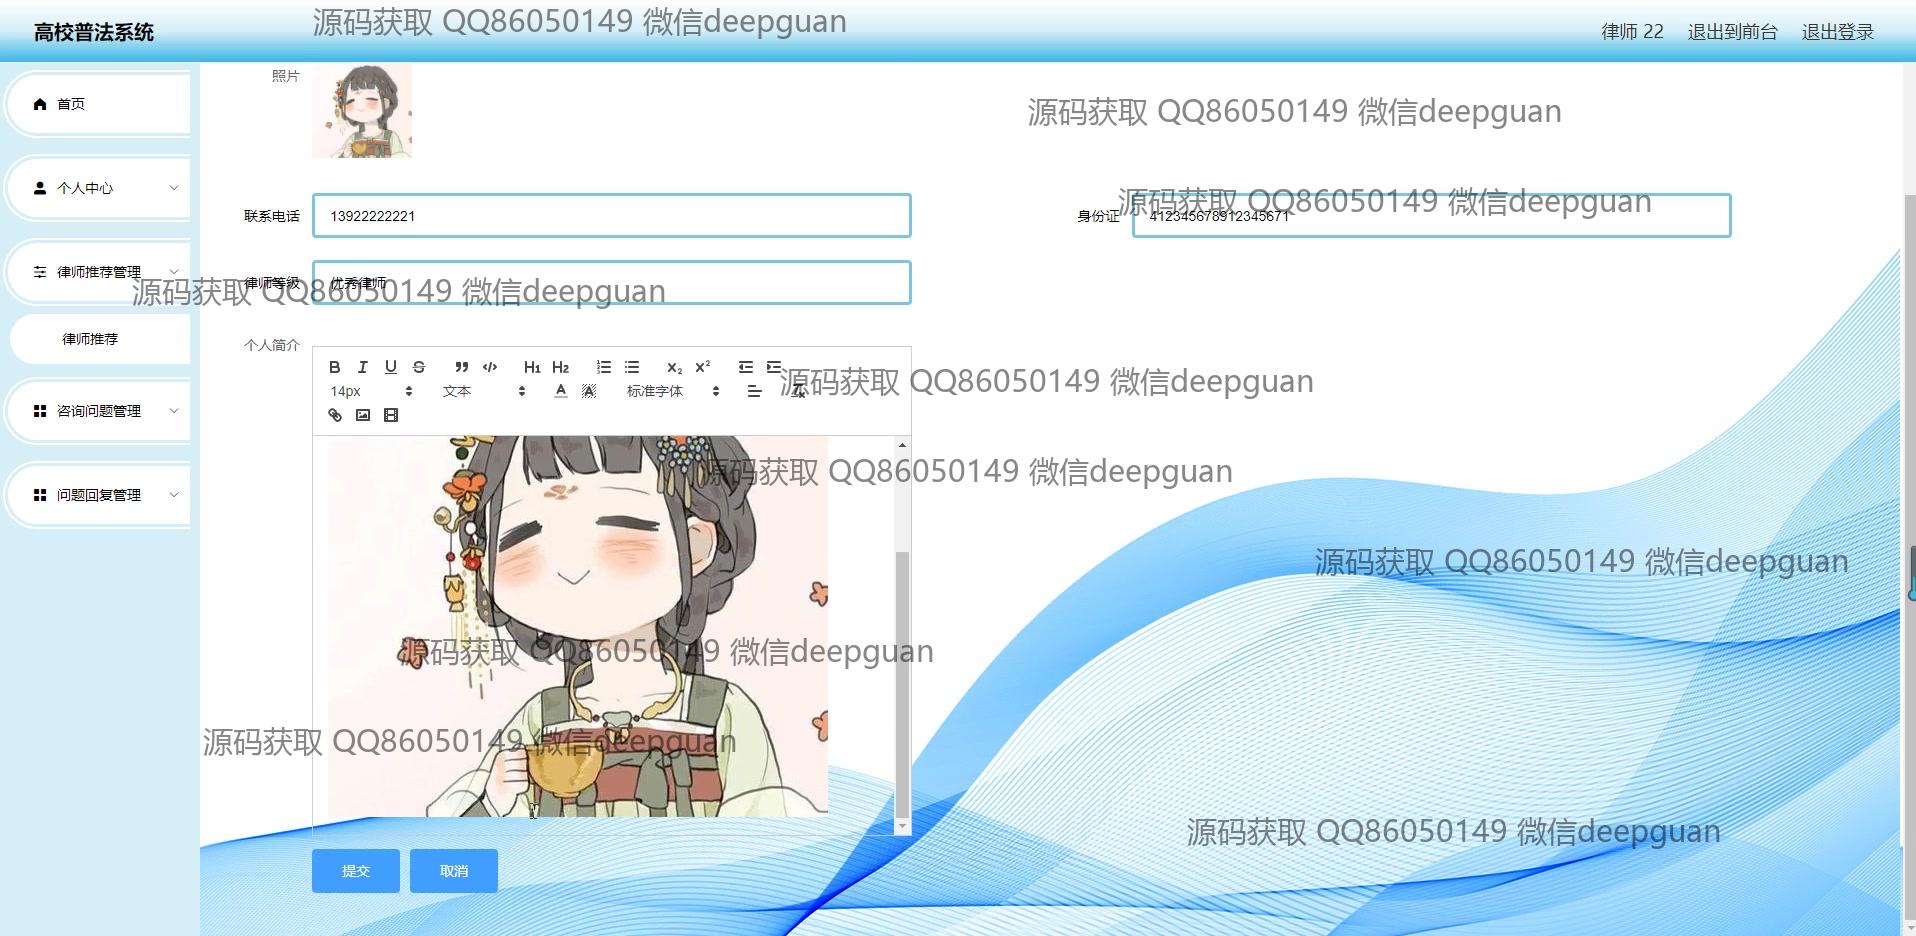 高校普法系统
源码获取 QQ86050149 微信deepguan
律师 22 退出到前台 退出登录
照片
首页
源码获取 QQ86050149 微信deepguan
个人中心
联系电话 13922222221
身份证 412345678912345671
源码获取 QQ86050149 微信deepguan
律师推荐管理
律师等级 优秀律师
源码获取 QQ86050149 微信deepguan
律师推荐
个人简介
B I U S ” </> H1 H2 X2 X2
14px 文本 A A 标准字体
源码获取 QQ86050149 微信deepguan
咨询问题管理
源码获取 QQ86050149 微信deepguan
问题回复管理
源码获取 QQ86050149 微信deepguan
源码获取 QQ86050149 微信deepguan
源码获取 QQ86050149 微信deepguan
源码获取 QQ86050149 微信deepguan
提交 取消